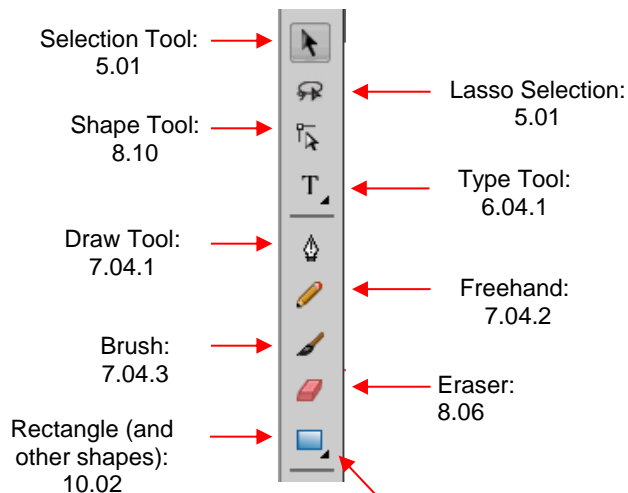 Selection Tool:
5.01
Lasso Selection:
5.01
Shape Tool:
8.10
Type Tool:
6.04.1
Draw Tool:
7.04.1
Freehand:
7.04.2
Brush:
7.04.3
Eraser:
8.06
Rectangle (and
other shapes):
10.02